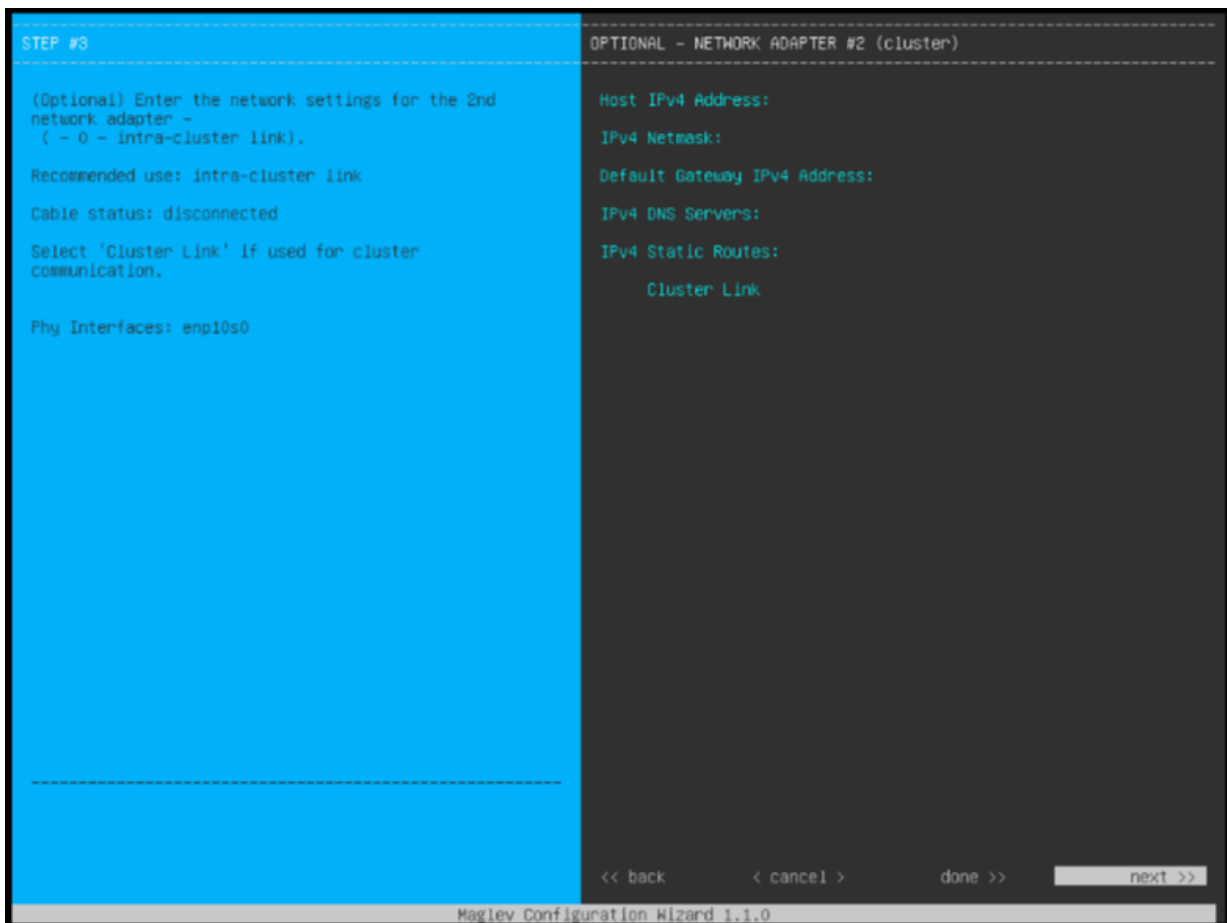 STEP #3
(Optional) Enter the network settings for the 2nd
network adapter -
( - 0 - intra-cluster link).
Recommended use: intra-cluster link
Cable status: disconnected
Select 'Cluster Link' if used for cluster
communication.
Phy Interfaces: enp10s0
OPTIONAL - NETWORK ADAPTER #2 (cluster)
Host IPv4 Address:
IPv4 Netmask:
Default Gateway IPv4 Address:
IPv4 DNS Servers:
IPv4 Static Routes:
Cluster Link
<< back < cancel > done >> next >>
Maglev Configuration Wizard 1.1.0